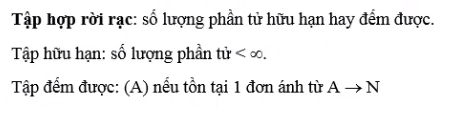 Tập hợp rời rạc: số lượng phần tử hữu hạn hay đếm được.
Tập hữu hạn: số lượng phần tử < ∞.
Tập đếm được: (A) nếu tồn tại 1 đơn ánh từ A → N